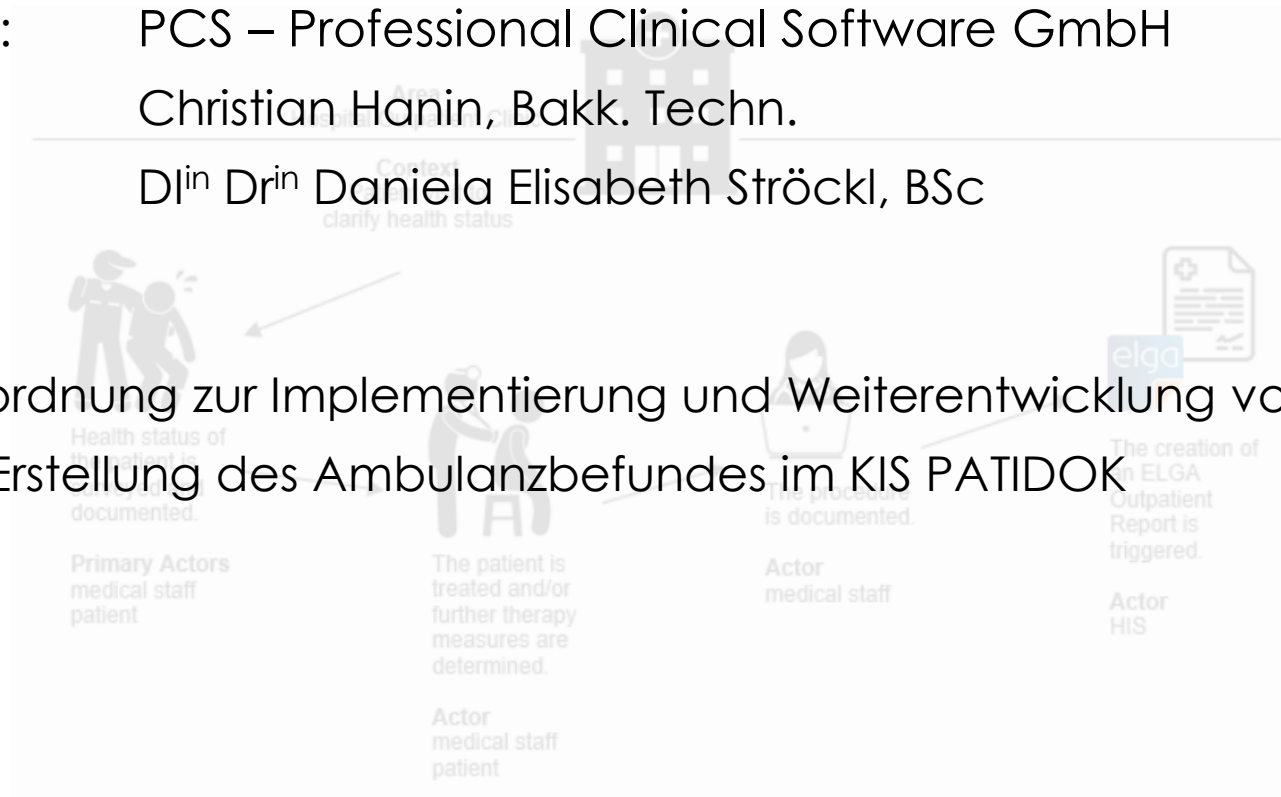 : PCS – Professional Clinical Software GmbH
Christian Hanin, Bakk. Techn.
DIin Drin Daniela Elisabeth Ströckl, BSc
ordnung zur Implementierung und Weiterentwicklung vo
Erstellung des Ambulanzbefundes im KIS PATIDOK
Area
Context
clarify health status
Health status of
documented.
Primary Actors
medical staff
patient
The patient is
treated and/or
further therapy
measures are
determined.
Actor
medical staff
patient
The procedure
is documented.
Actor
medical staff
elga
The creation of
an ELGA
Outpatient
Report is
triggered.
Actor
HIS